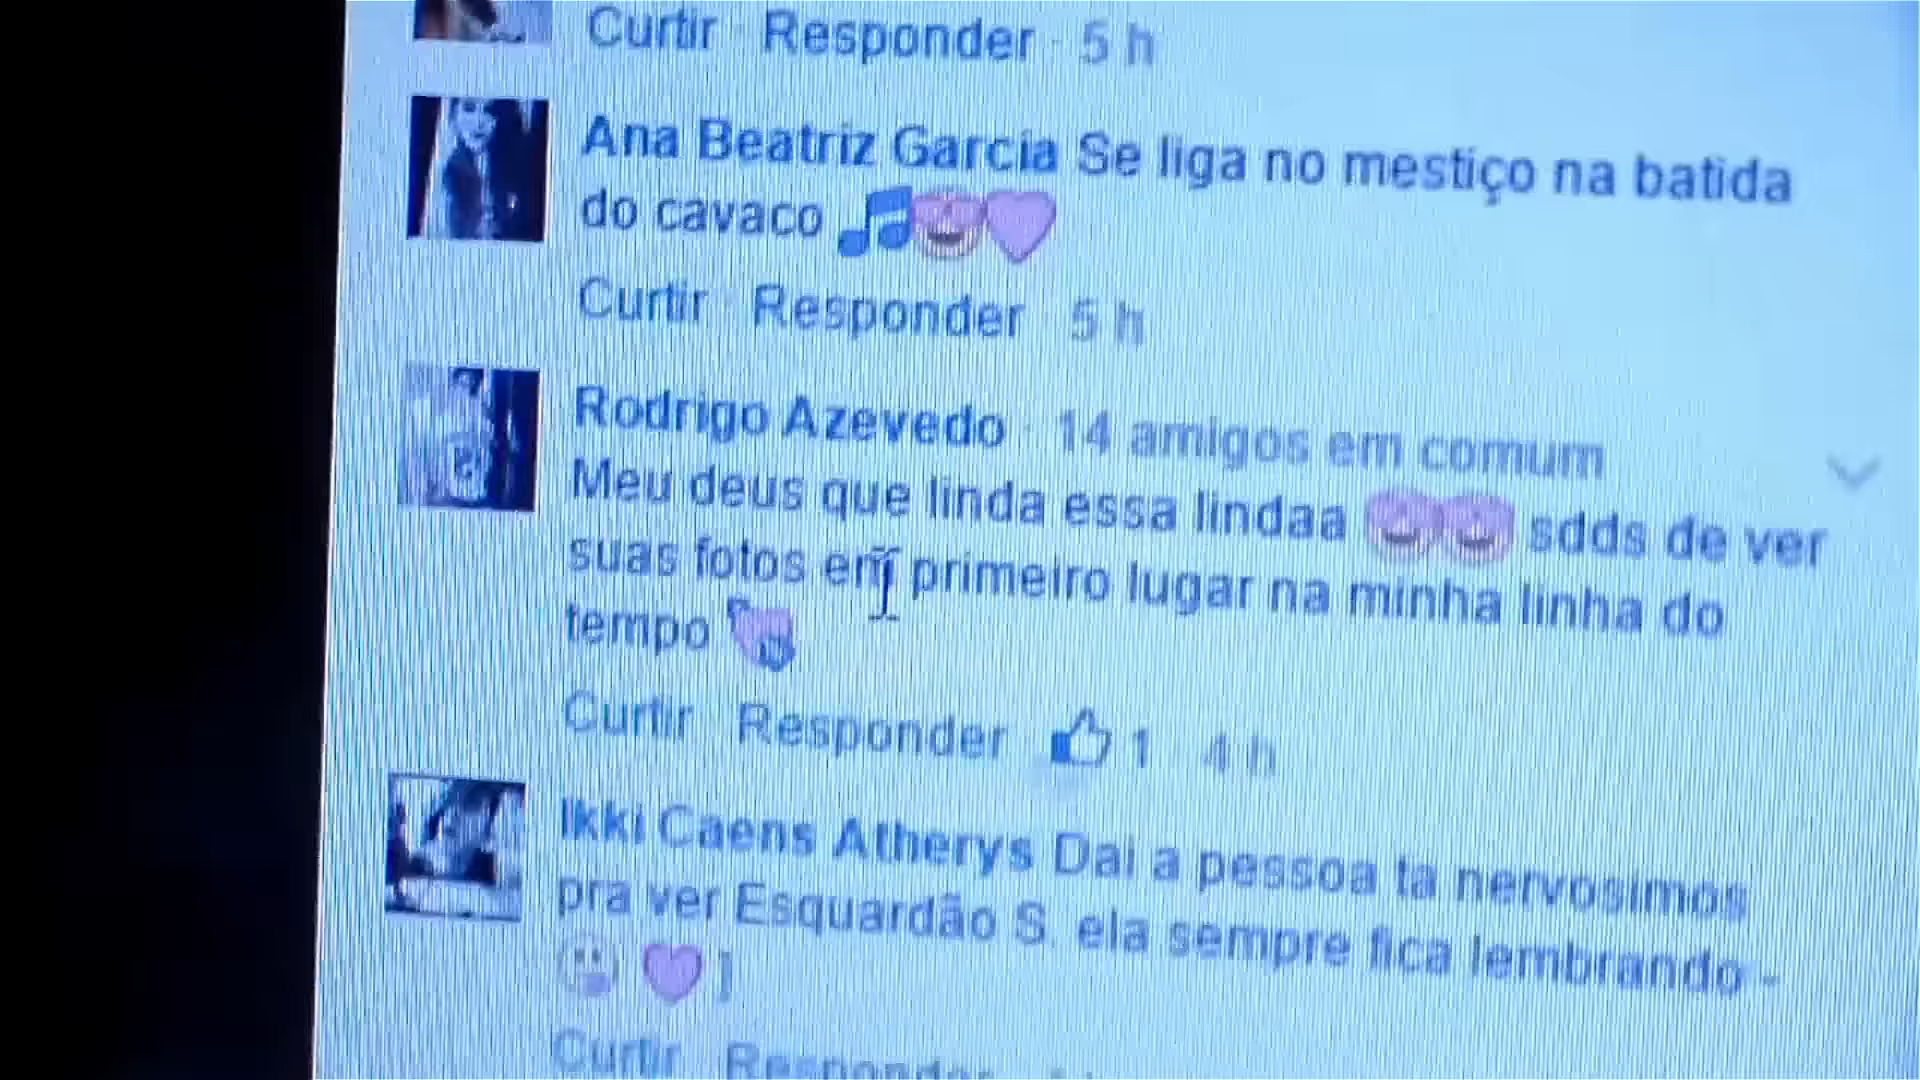 Curtir · Responder · 5 h
Ana Beatriz Garcia Se liga no mestiço na batida
do cavaco 🎵😍💜
Curtir · Responder · 5 h
Rodrigo Azevedo · 14 amigos em comum
Meu deus que linda essa lindaa 😍😍 sdds de ver
suas fotos em primeiro lugar na minha linha do
tempo 💘
Curtir · Responder · 👍 1 · 4 h
Ikki Caens Atherys Dai a pessoa ta nervosimos
pra ver Esquardão S. ela sempre fica lembrando -
💜 ]
Curtir · Responder